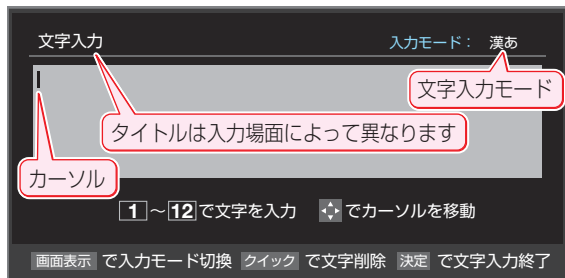 文字入力
入力モード： 漢あ
文字入力モード
タイトルは入力場面によって異なります
カーソル
1～12で文字を入力 でカーソルを移動
画面表示 で入力モード切換 クイック で文字削除 決定 で文字入力終了